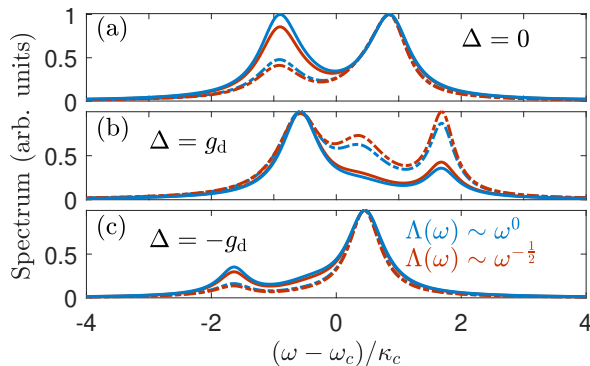 (a)
Δ = 0
1
0.5
0
(b)
Δ = g_d
0.5
0
(c)
Δ = −g_d
Λ(ω) ∼ ω^0
Λ(ω) ∼ ω^{−1/2}
0.5
0
Spectrum (arb. units)
-4 -2 0 2 4
(ω − ω_c)/κ_c